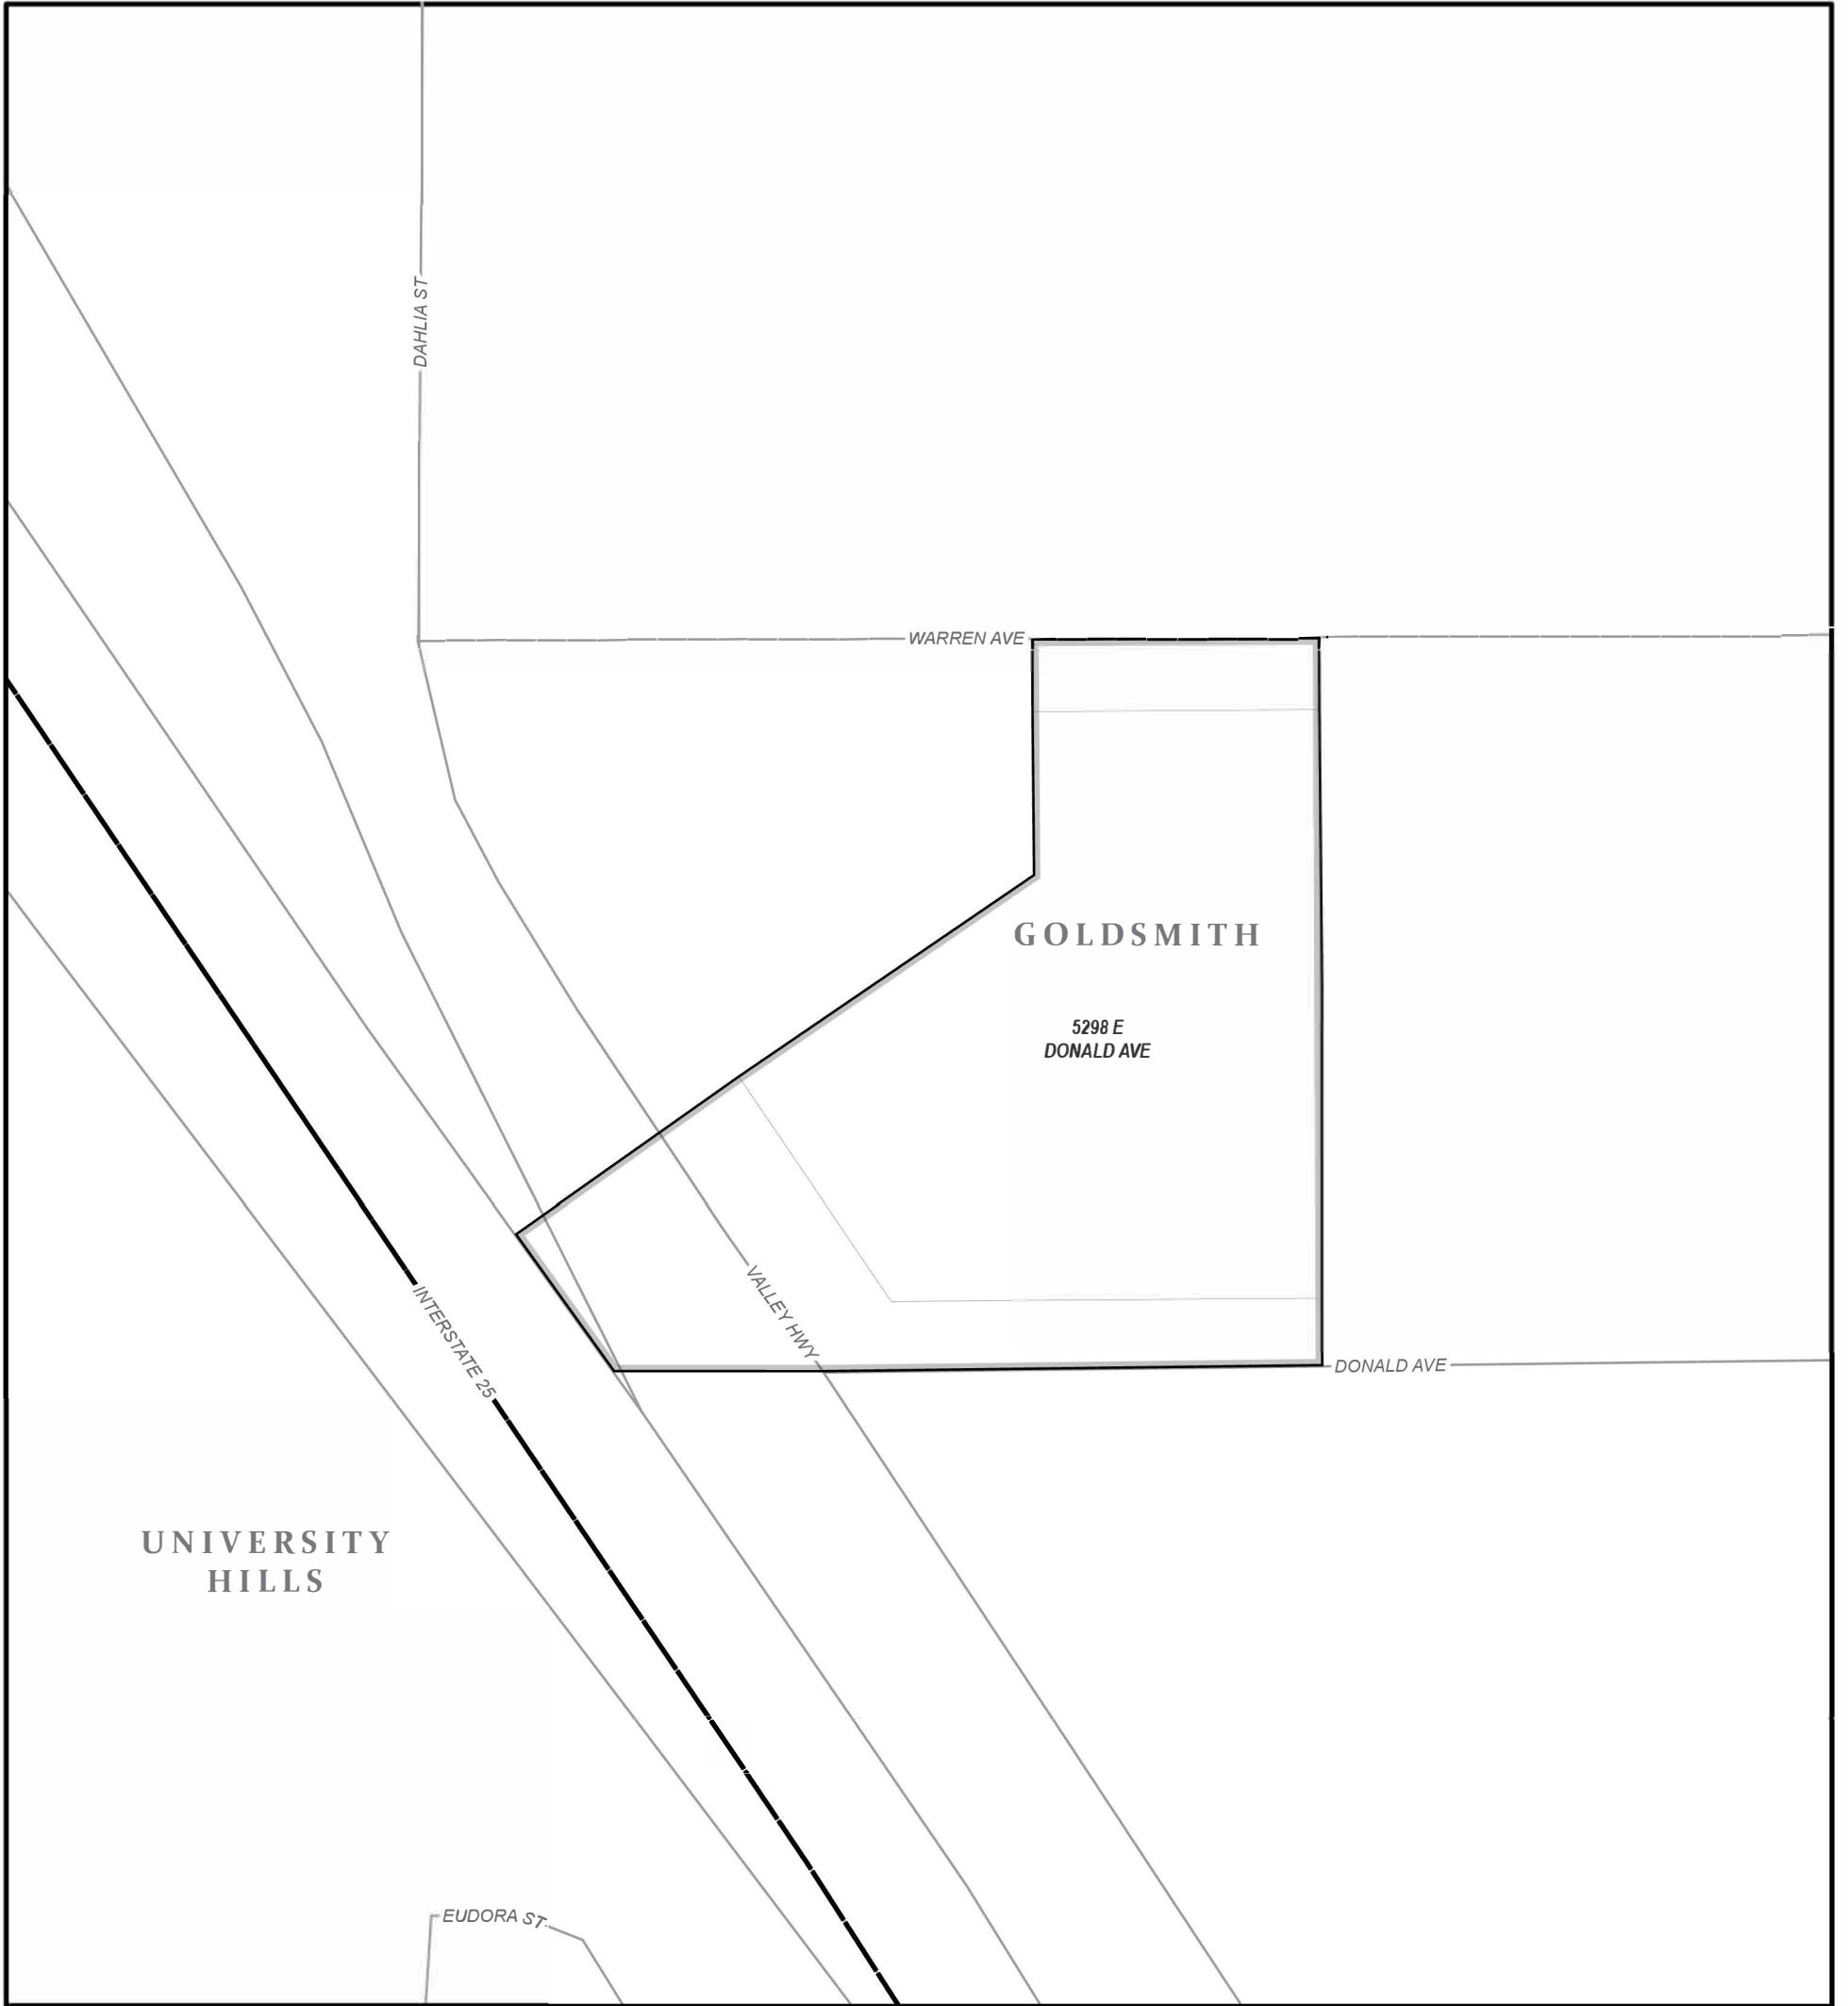 DAHLIA ST
WARREN AVE
GOLDSMITH
5298 E
DONALD AVE
VALLEY HWY
INTERSTATE 25
DONALD AVE
UNIVERSITY
HILLS
EUDORA ST